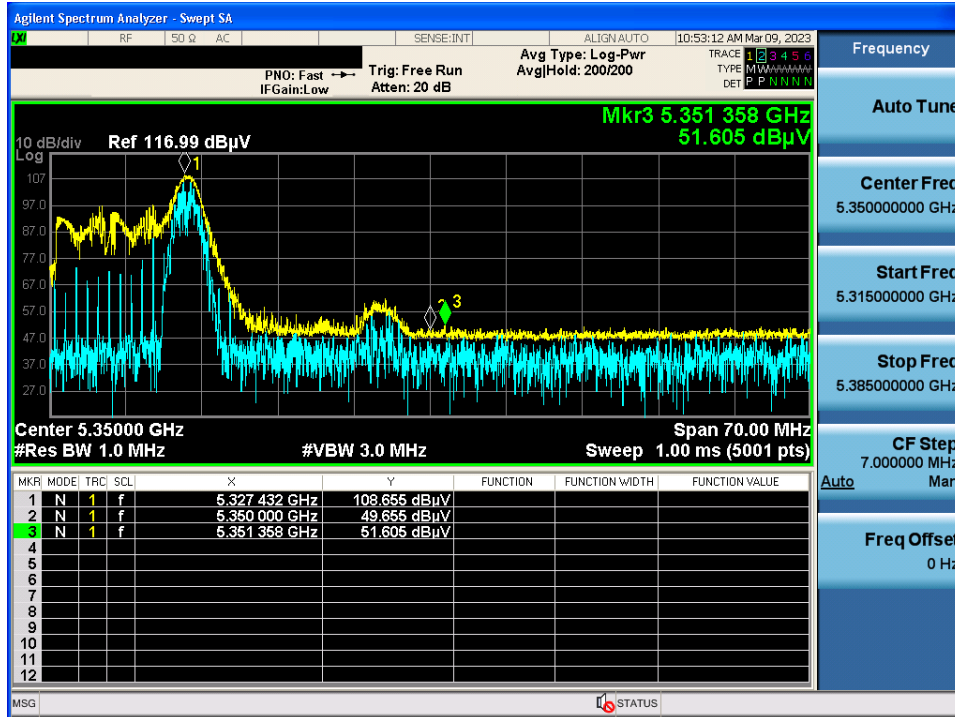 Agilent Spectrum Analyzer - Swept SA
LXI RF 50 Ω AC SENSE:INT ALIGN AUTO 10:53:12 AM Mar 09, 2023
PNO: Fast Trig: Free Run Avg Type: Log-Pwr TRACE 1 2 3 4 5 6
IFGain:Low Atten: 20 dB Avg|Hold: 200/200 TYPE M W
DET P P N N N N
Mkr3 5.351 358 GHz
51.605 dBµV
10 dB/div Ref 116.99 dBµV
Log
107
97.0
87.0
77.0
67.0
57.0
47.0
37.0
27.0
1
2
3
Center 5.35000 GHz Span 70.00 MHz
#Res BW 1.0 MHz #VBW 3.0 MHz Sweep 1.00 ms (5001 pts)
MKR MODE TRC SCL X Y FUNCTION FUNCTION WIDTH FUNCTION VALUE
1 N 1 f 5.327 432 GHz 108.655 dBµV
2 N 1 f 5.350 000 GHz 49.655 dBµV
3 N 1 f 5.351 358 GHz 51.605 dBµV
4
5
6
7
8
9
10
11
12
MSG STATUS
Frequency
Auto Tune
Center Freq
5.350000000 GHz
Start Freq
5.315000000 GHz
Stop Freq
5.385000000 GHz
CF Step
7.000000 MHz
Auto Man
Freq Offset
0 Hz